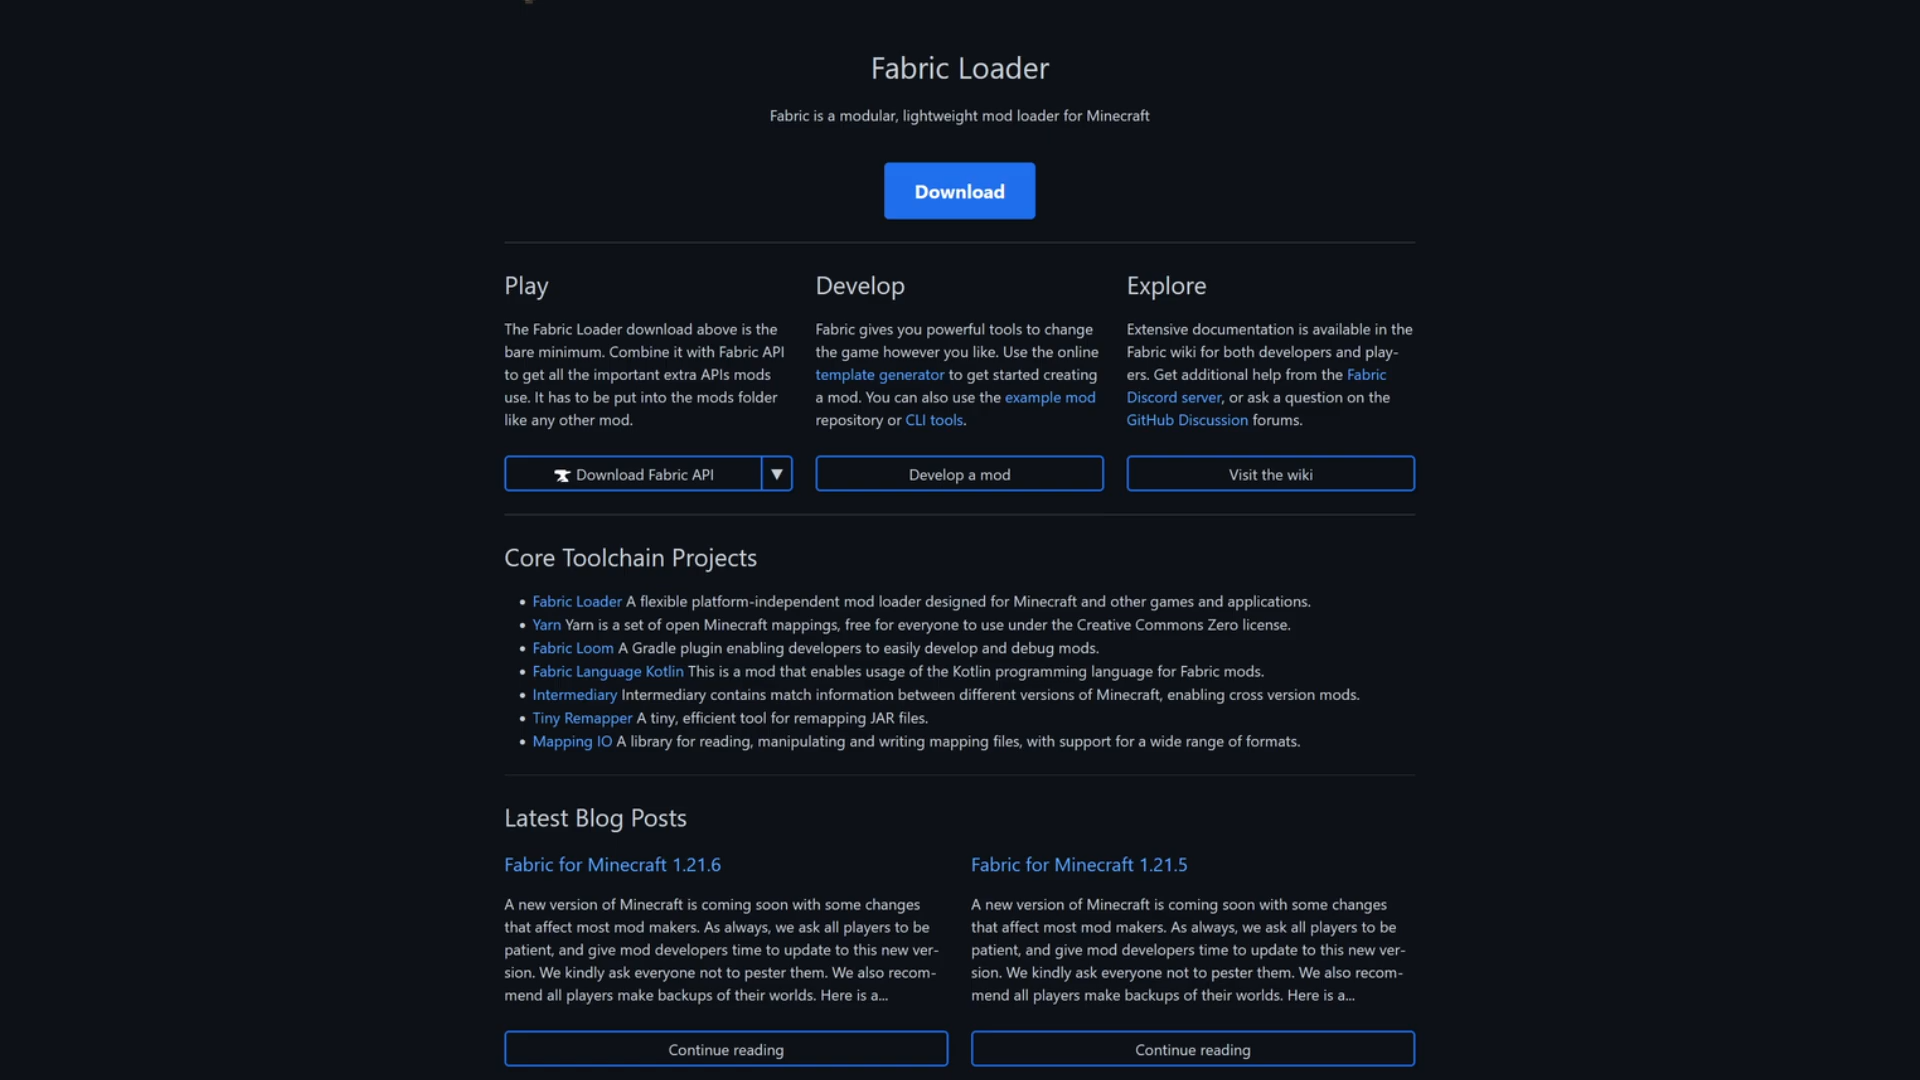 Fabric Loader
Fabric is a modular, lightweight mod loader for Minecraft
Download
Play
The Fabric Loader download above is the
bare minimum. Combine it with Fabric API
to get all the important extra APIs mods
use. It has to be put into the mods folder
like any other mod.
Download Fabric API
Develop
Fabric gives you powerful tools to change
the game however you like. Use the online
template generator to get started creating
a mod. You can also use the example mod
repository or CLI tools.
Develop a mod
Explore
Extensive documentation is available in the
Fabric wiki for both developers and play-
ers. Get additional help from the Fabric
Discord server, or ask a question on the
GitHub Discussion forums.
Visit the wiki
Core Toolchain Projects
• Fabric Loader A flexible platform-independent mod loader designed for Minecraft and other games and applications.
• Yarn Yarn is a set of open Minecraft mappings, free for everyone to use under the Creative Commons Zero license.
• Fabric Loom A Gradle plugin enabling developers to easily develop and debug mods.
• Fabric Language Kotlin This is a mod that enables usage of the Kotlin programming language for Fabric mods.
• Intermediary Intermediary contains match information between different versions of Minecraft, enabling cross version mods.
• Tiny Remapper A tiny, efficient tool for remapping JAR files.
• Mapping IO A library for reading, manipulating and writing mapping files, with support for a wide range of formats.
Latest Blog Posts
Fabric for Minecraft 1.21.6
A new version of Minecraft is coming soon with some changes
that affect most mod makers. As always, we ask all players to be
patient, and give mod developers time to update to this new ver-
sion. We kindly ask everyone not to pester them. We also recom-
mend all players make backups of their worlds. Here is a...
Continue reading
Fabric for Minecraft 1.21.5
A new version of Minecraft is coming soon with some changes
that affect most mod makers. As always, we ask all players to be
patient, and give mod developers time to update to this new ver-
sion. We kindly ask everyone not to pester them. We also recom-
mend all players make backups of their worlds. Here is a...
Continue reading